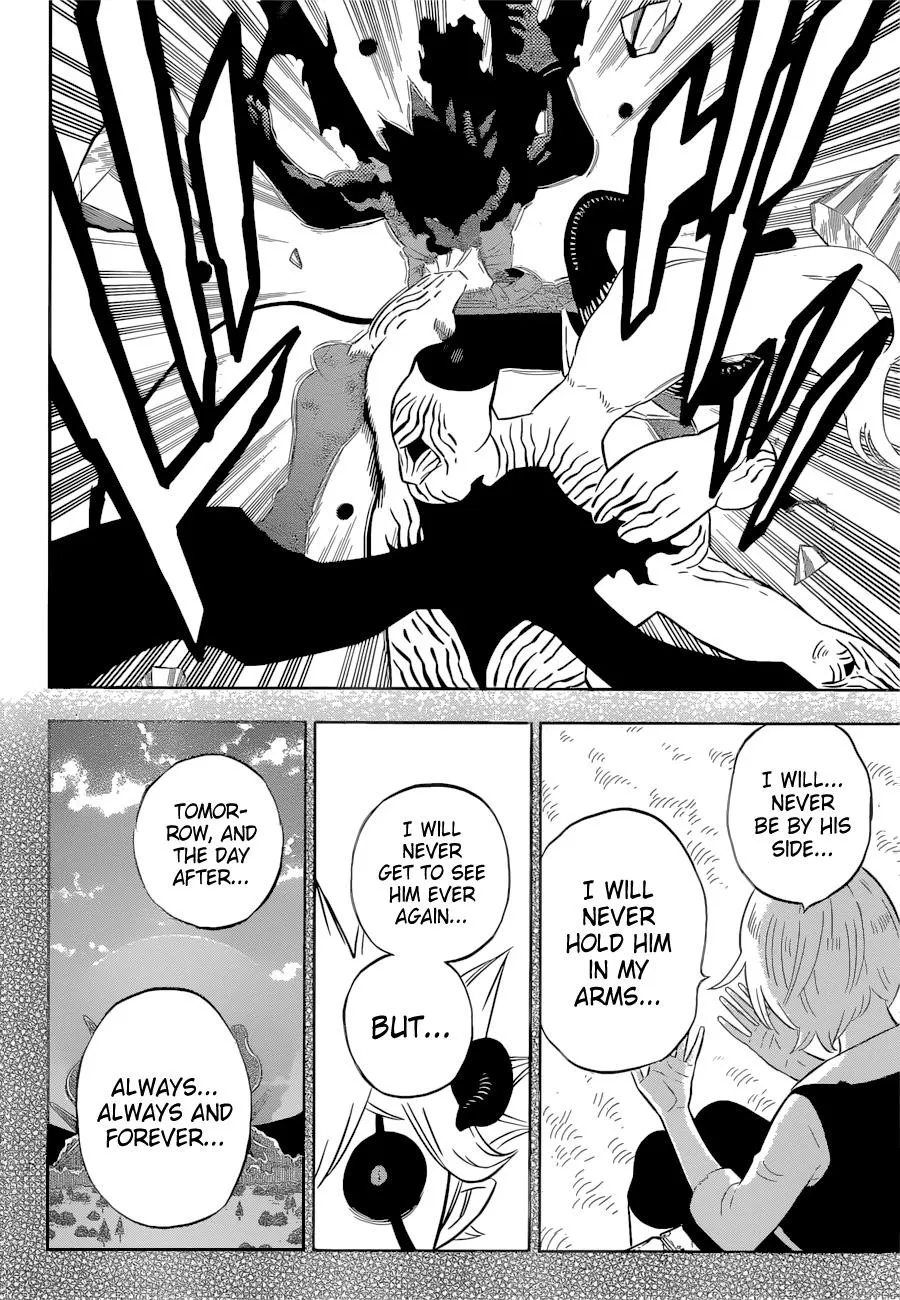 I WILL...
NEVER
BE BY HIS
SIDE...
I WILL
NEVER
HOLD HIM
IN MY
ARMS...
I WILL
NEVER
GET TO SEE
HIM EVER
AGAIN...
BUT...
TOMOR-
ROW, AND
THE DAY
AFTER...
ALWAYS...
ALWAYS AND
FOREVER...